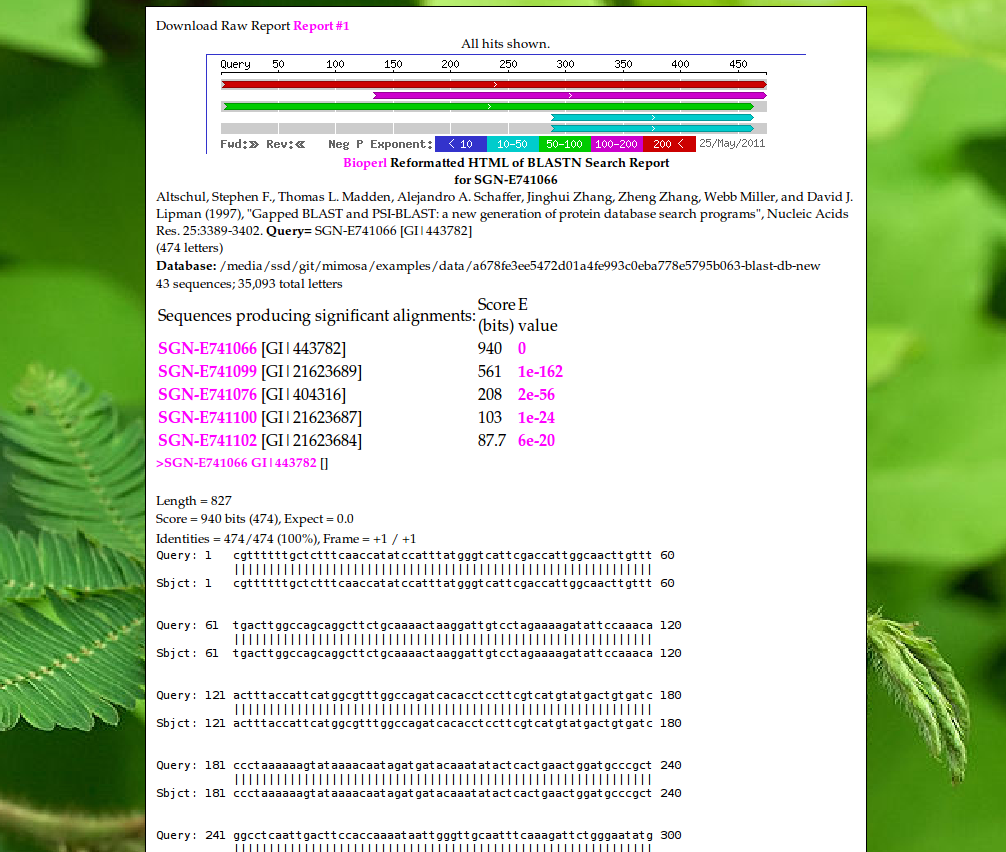 Download Raw Report Report #1
All hits shown.
Query 50 100 150 200 250 300 350 400 450
Fwd:» Rev:« Neg P Exponent: < 10 10-50 50-100 100-200 200 < 25/May/2011
Bioperl Reformatted HTML of BLASTN Search Report
for SGN-E741066
Altschul, Stephen F., Thomas L. Madden, Alejandro A. Schaffer, Jinghui Zhang, Zheng Zhang, Webb Miller, and David J.
Lipman (1997), "Gapped BLAST and PSI-BLAST: a new generation of protein database search programs", Nucleic Acids
Res. 25:3389-3402. Query= SGN-E741066 [GI|443782]
(474 letters)
Database: /media/ssd/git/mimosa/examples/data/a678fe3ee5472d01a4fe993c0eba778e5795b063-blast-db-new
43 sequences; 35,093 total letters
Sequences producing significant alignments: Score (bits) E value
SGN-E741066 [GI|443782] 940 0
SGN-E741099 [GI|21623689] 561 1e-162
SGN-E741076 [GI|404316] 208 2e-56
SGN-E741100 [GI|21623687] 103 1e-24
SGN-E741102 [GI|21623684] 87.7 6e-20
>SGN-E741066 GI|443782 []
Length = 827
Score = 940 bits (474), Expect = 0.0
Identities = 474/474 (100%), Frame = +1 / +1
Query: 1 cgttttttgctctttcaaccatatccatttatgggtcattcgaccattggcaacttgttt 60
||||||||||||||||||||||||||||||||||||||||||||||||||||||||||||
Sbjct: 1 cgttttttgctctttcaaccatatccatttatgggtcattcgaccattggcaacttgttt 60
Query: 61 tgacttggccagcaggcttctgcaaaactaaggattgtcctagaaaagatattccaaaca 120
||||||||||||||||||||||||||||||||||||||||||||||||||||||||||||
Sbjct: 61 tgacttggccagcaggcttctgcaaaactaaggattgtcctagaaaagatattccaaaca 120
Query: 121 actttaccattcatggcgtttggccagatcacacctccttcgtcatgtatgactgtgatc 180
||||||||||||||||||||||||||||||||||||||||||||||||||||||||||||
Sbjct: 121 actttaccattcatggcgtttggccagatcacacctccttcgtcatgtatgactgtgatc 180
Query: 181 ccctaaaaaagtataaaacaatagatgatacaaatatactcactgaactggatgcccgct 240
||||||||||||||||||||||||||||||||||||||||||||||||||||||||||||
Sbjct: 181 ccctaaaaaagtataaaacaatagatgatacaaatatactcactgaactggatgcccgct 240
Query: 241 ggcctcaattgacttccaccaaaataattgggttgcaatttcaaagattctgggaatatg 300
||||||||||||||||||||||||||||||||||||||||||||||||||||||||||||